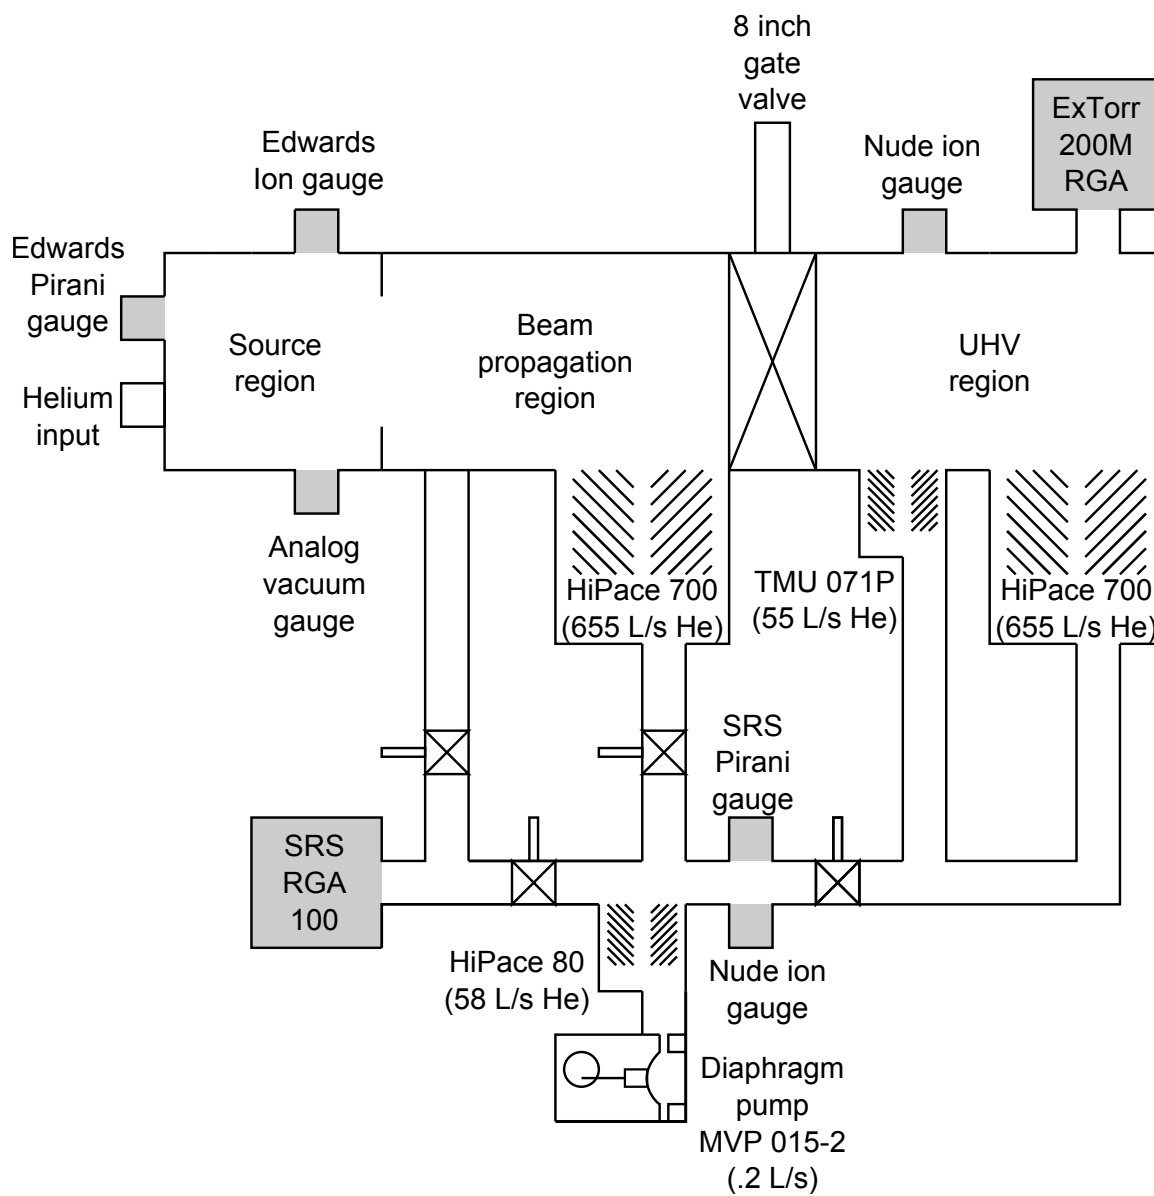 8 inch
gate
valve
ExTorr
200M
RGA
Edwards
Ion gauge
Nude ion
gauge
Edwards
Pirani
gauge
Source
region
Beam
propagation
region
UHV
region
Helium
input
Analog
vacuum
gauge
HiPace 700
(655 L/s He)
TMU 071P
(55 L/s He)
HiPace 700
(655 L/s He)
SRS
Pirani
gauge
SRS
RGA
100
HiPace 80
(58 L/s He)
Nude ion
gauge
Diaphragm
pump
MVP 015-2
(.2 L/s)